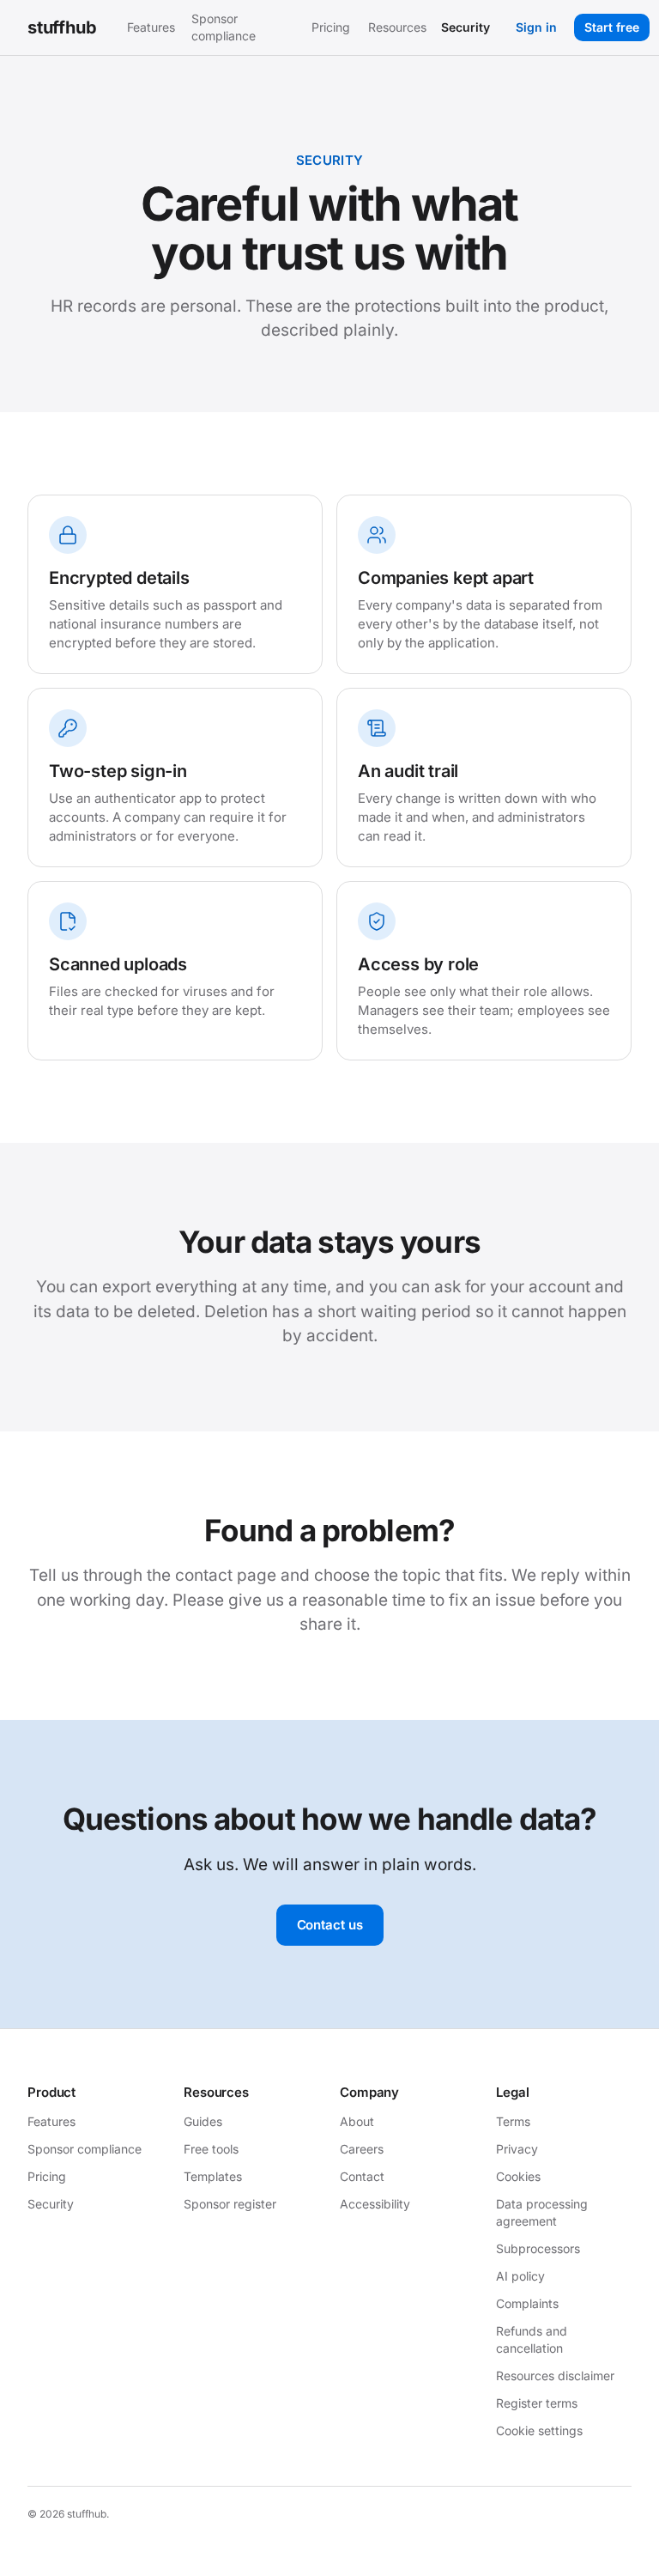 stuffhub
Features
Sponsor
compliance
Pricing
Resources
Security
Sign in
Start free
SECURITY
Careful with what
you trust us with
HR records are personal. These are the protections built into the product,
described plainly.
Encrypted details
Sensitive details such as passport and
national insurance numbers are
encrypted before they are stored.
Companies kept apart
Every company's data is separated from
every other's by the database itself, not
only by the application.
Two-step sign-in
Use an authenticator app to protect
accounts. A company can require it for
administrators or for everyone.
An audit trail
Every change is written down with who
made it and when, and administrators
can read it.
Scanned uploads
Files are checked for viruses and for
their real type before they are kept.
Access by role
People see only what their role allows.
Managers see their team; employees see
themselves.
Your data stays yours
You can export everything at any time, and you can ask for your account and
its data to be deleted. Deletion has a short waiting period so it cannot happen
by accident.
Found a problem?
Tell us through the contact page and choose the topic that fits. We reply within
one working day. Please give us a reasonable time to fix an issue before you
share it.
Questions about how we handle data?
Ask us. We will answer in plain words.
Contact us
Product
Features
Sponsor compliance
Pricing
Security
Resources
Guides
Free tools
Templates
Sponsor register
Company
About
Careers
Contact
Accessibility
Legal
Terms
Privacy
Cookies
Data processing
agreement
Subprocessors
AI policy
Complaints
Refunds and
cancellation
Resources disclaimer
Register terms
Cookie settings
© 2026 stuffhub.